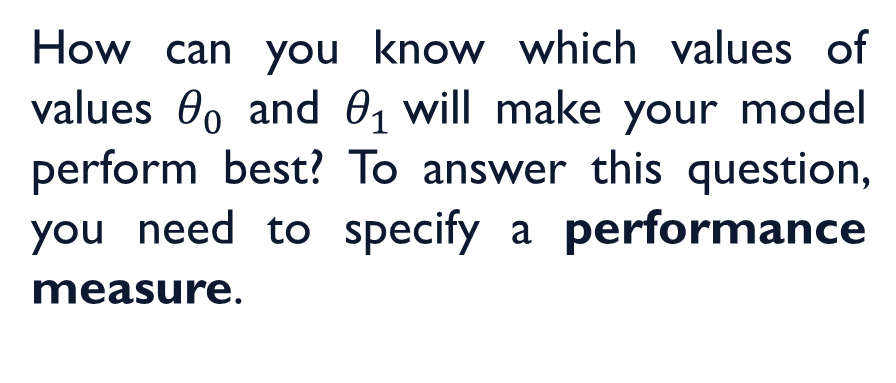 How can you know which values of
values θ₀ and θ₁ will make your model
perform best? To answer this question,
you need to specify a performance
measure.